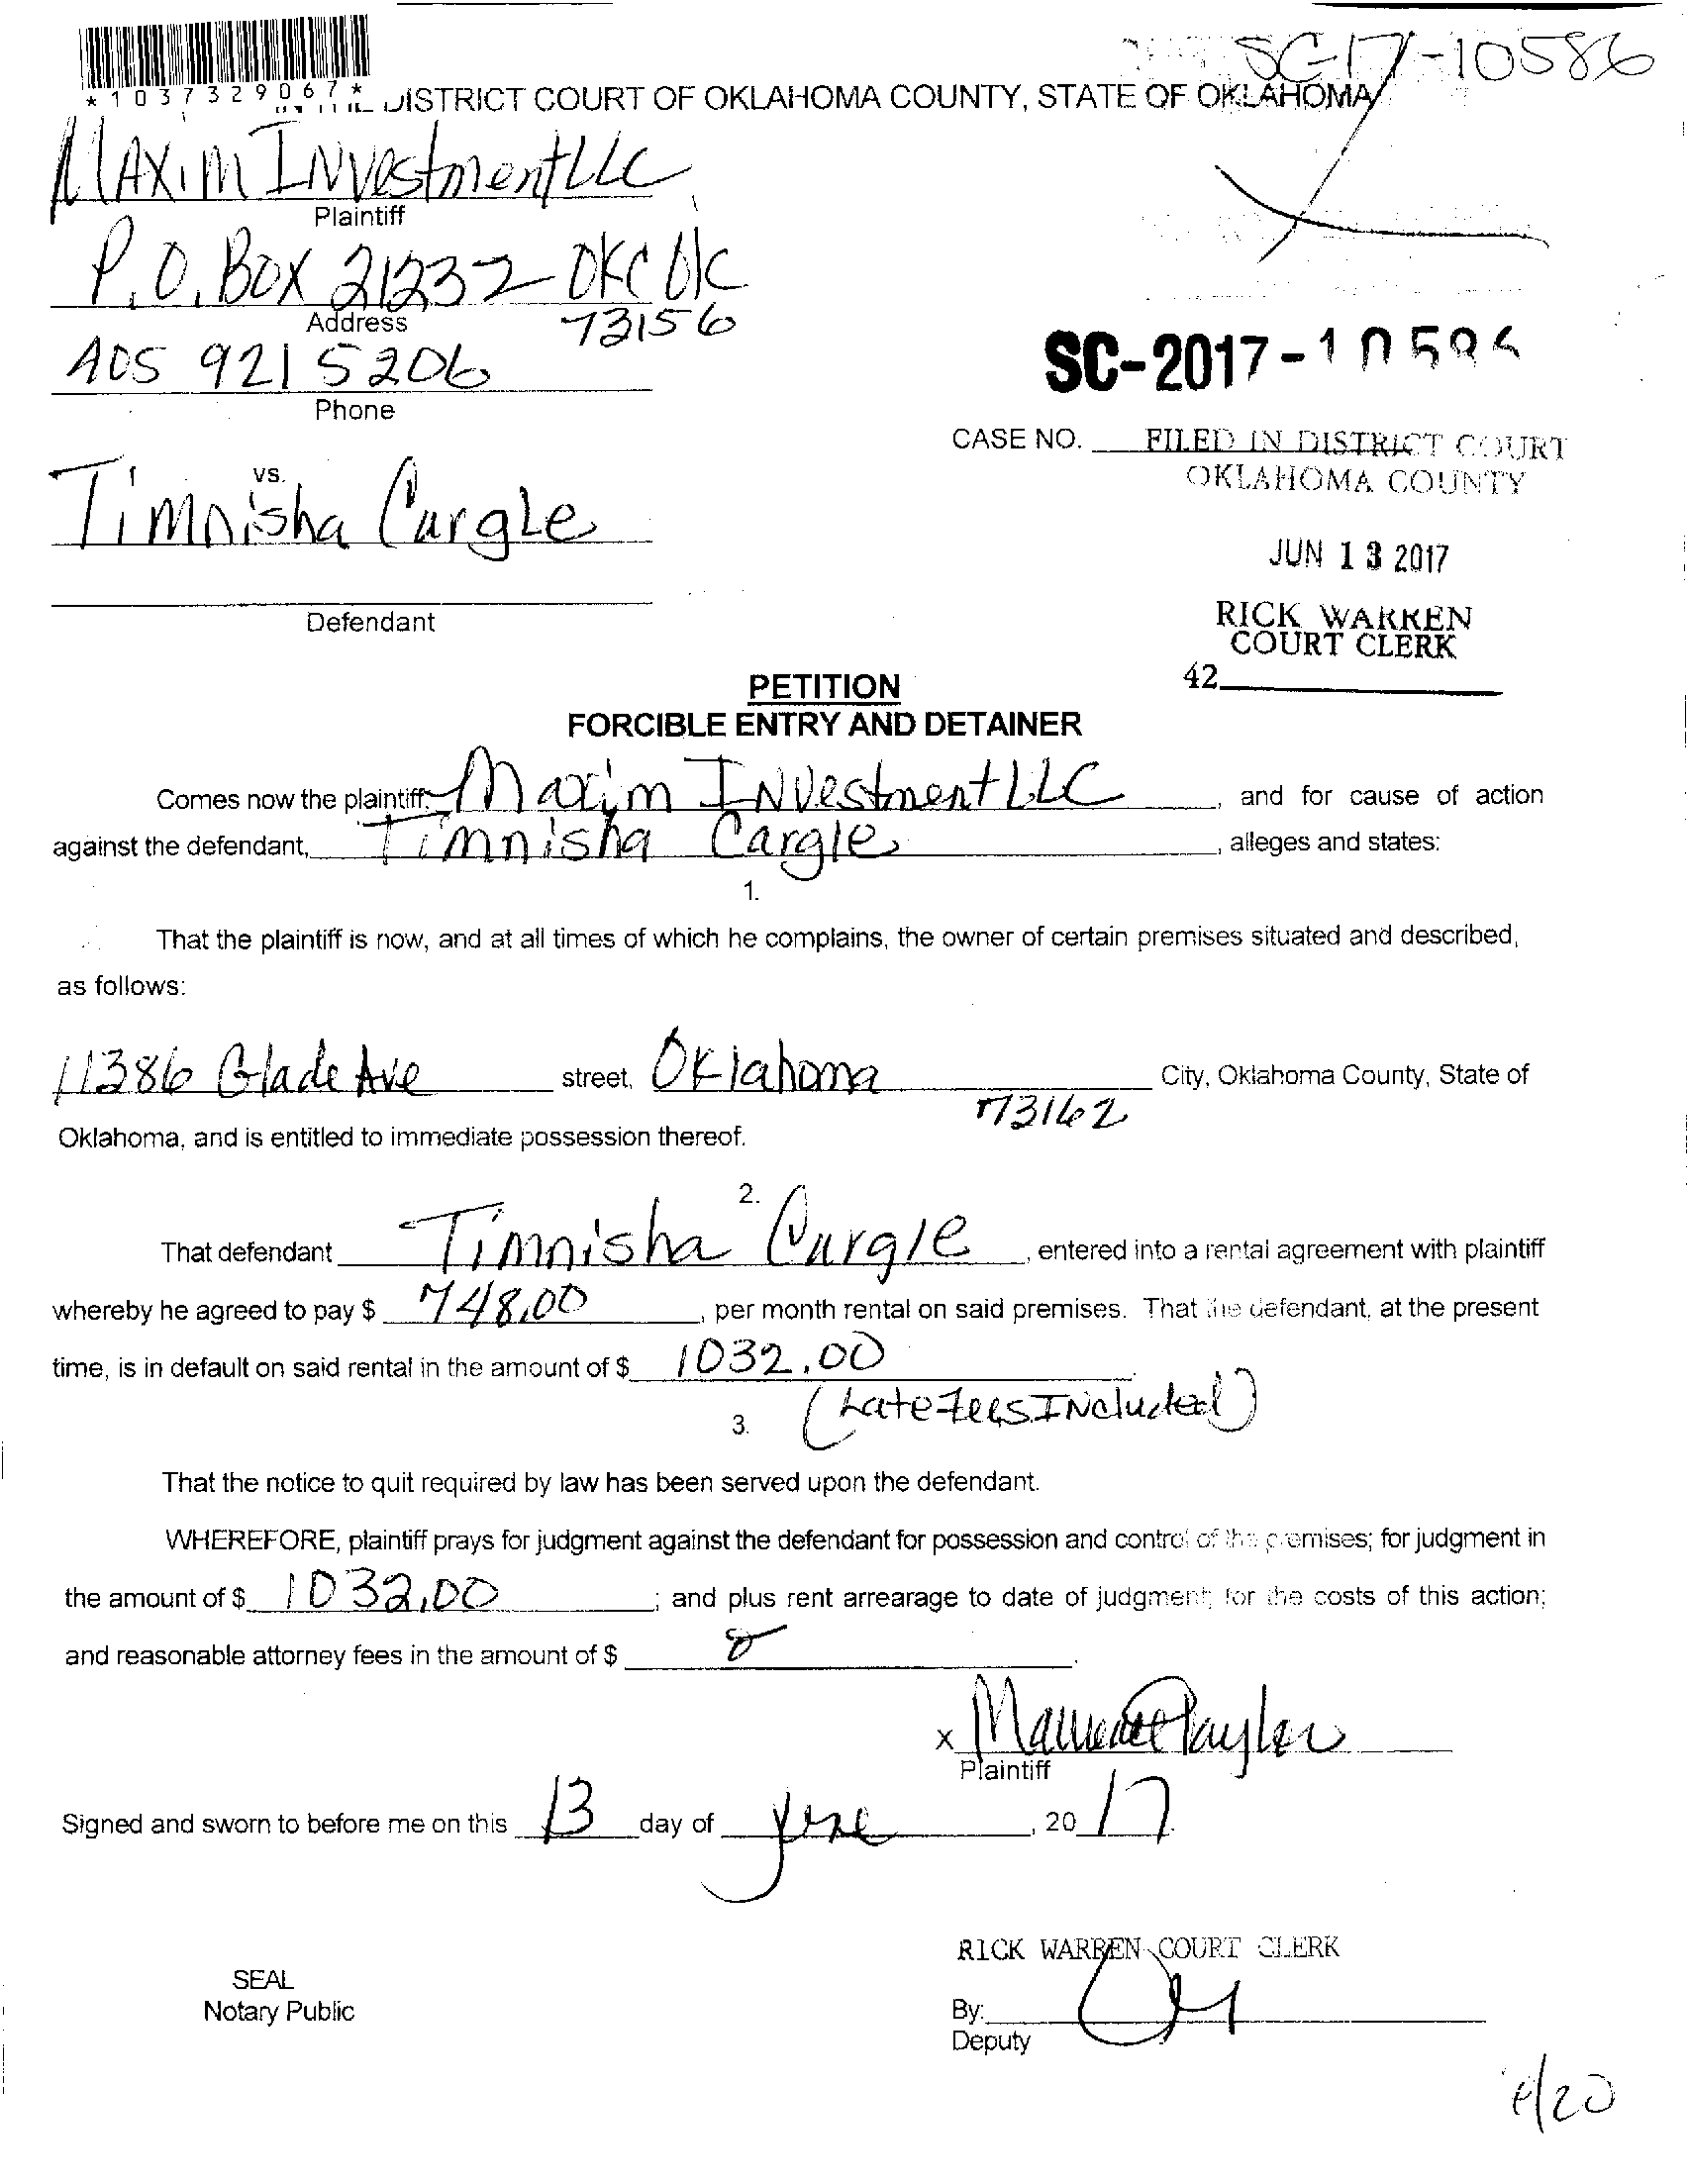 SC-17-10586
*1037329067*
DISTRICT COURT OF OKLAHOMA COUNTY, STATE OF OKLAHOMA
MAXIM INVestment LLC
Plaintiff
P.O. Box 21232 OKC OK
73156
Address
405 921 5206
Phone
SC-2017-
CASE NO. FILED IN DISTRICT COURT
OKLAHOMA COUNTY
vs.
Timnisha Cargle
JUN 13 2017
Defendant
RICK WARREN
COURT CLERK
42
PETITION
FORCIBLE ENTRY AND DETAINER
Comes now the plaintiff, Maxim INVestment LLC, and for cause of action
against the defendant, Timnisha Cargle, alleges and states:
1.
That the plaintiff is now, and at all times of which he complains, the owner of certain premises situated and described,
as follows:
11386 Glade Ave street, Oklahoma City, Oklahoma County, State of
73162
Oklahoma, and is entitled to immediate possession thereof.
2.
That defendant Timnisha Cargle, entered into a rental agreement with plaintiff
whereby he agreed to pay $ 748.00, per month rental on said premises. That the defendant, at the present
time, is in default on said rental in the amount of $ 1032.00
(Late Fees INcluded)
3.
That the notice to quit required by law has been served upon the defendant.
WHEREFORE, plaintiff prays for judgment against the defendant for possession and control of the premises; for judgment in
the amount of $ 1032.00; and plus rent arrearage to date of judgment; for the costs of this action;
and reasonable attorney fees in the amount of $
x
Plaintiff
Signed and sworn to before me on this 13 day of June, 2017.
RICK WARREN COURT CLERK
SEAL
Notary Public
By:
Deputy